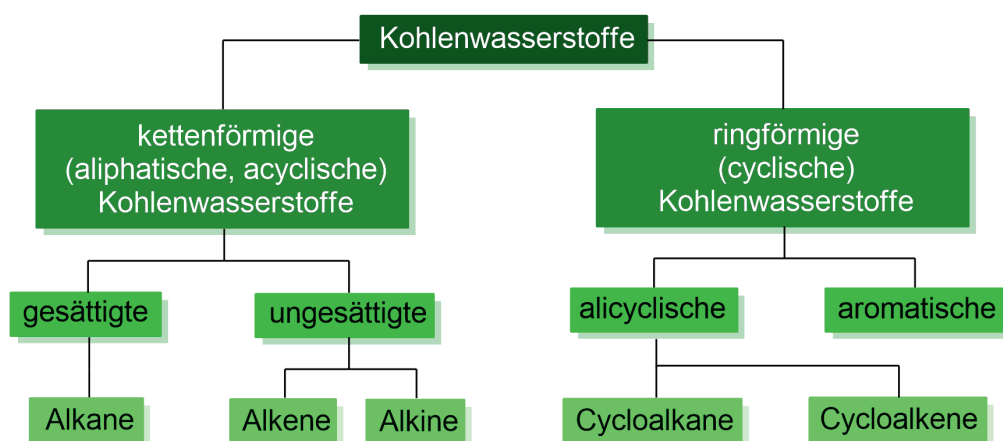 Kohlenwasserstoffe
kettenförmige
(aliphatische, acyclische)
Kohlenwasserstoffe
ringförmige
(cyclische)
Kohlenwasserstoffe
gesättigte
ungesättigte
alicyclische
aromatische
Alkane
Alkene
Alkine
Cycloalkane
Cycloalkene